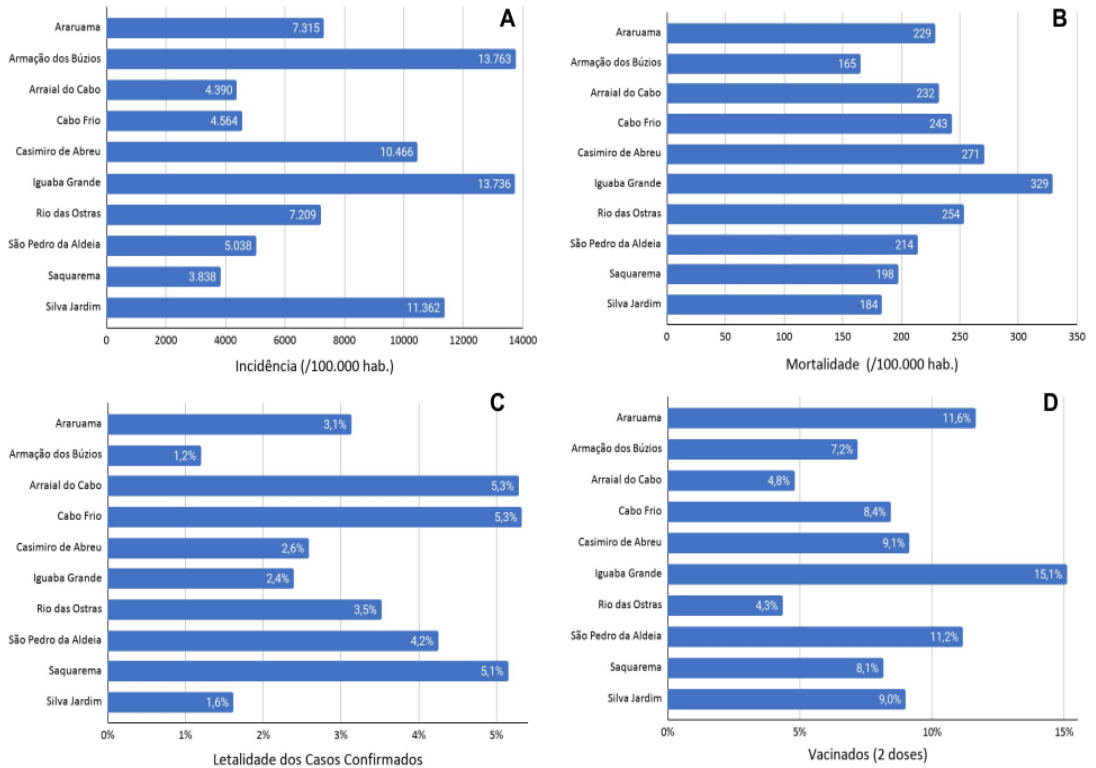 A
Araruama 7.315
Armação dos Búzios 13.763
Arraial do Cabo 4.390
Cabo Frio 4.564
Casimiro de Abreu 10.466
Iguaba Grande 13.736
Rio das Ostras 7.209
São Pedro da Aldeia 5.038
Saquarema 3.838
Silva Jardim 11.362
0 2000 4000 6000 8000 10000 12000 14000
Incidência (/100.000 hab.)
B
Araruama 229
Armação dos Búzios 165
Arraial do Cabo 232
Cabo Frio 243
Casimiro de Abreu 271
Iguaba Grande 329
Rio das Ostras 254
São Pedro da Aldeia 214
Saquarema 198
Silva Jardim 184
0 50 100 150 200 250 300 350
Mortalidade (/100.000 hab.)
C
Araruama 3,1%
Armação dos Búzios 1,2%
Arraial do Cabo 5,3%
Cabo Frio 5,3%
Casimiro de Abreu 2,6%
Iguaba Grande 2,4%
Rio das Ostras 3,5%
São Pedro da Aldeia 4,2%
Saquarema 5,1%
Silva Jardim 1,6%
0% 1% 2% 3% 4% 5%
Letalidade dos Casos Confirmados
D
Araruama 11,6%
Armação dos Búzios 7,2%
Arraial do Cabo 4,8%
Cabo Frio 8,4%
Casimiro de Abreu 9,1%
Iguaba Grande 15,1%
Rio das Ostras 4,3%
São Pedro da Aldeia 11,2%
Saquarema 8,1%
Silva Jardim 9,0%
0% 5% 10% 15%
Vacinados (2 doses)